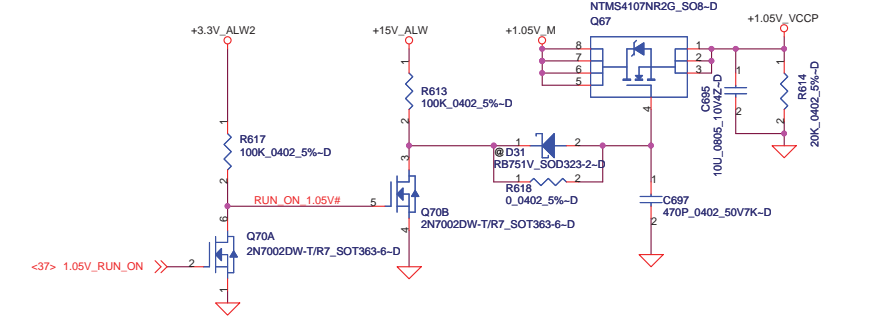 NTMS4107NR2G_SO8~D
+3.3V_ALW2
+15V_ALW
+1.05V_M
Q67
+1.05V_VCCP
8
7
6
5
1
2
3
4
1
R613
100K_0402_5%~D
2
1
R617
100K_0402_5%~D
2
1
C695
10U_0805_10V4Z~D
2
1
R614
20K_0402_5%~D
2
1
2
@D31
RB751V_SOD323-2~D
1
2
R618
0_0402_5%~D
3
RUN_ON_1.05V#
5
Q70B
2N7002DW-T/R7_SOT363-6~D
4
1
C697
470P_0402_50V7K~D
2
6
Q70A
2N7002DW-T/R7_SOT363-6~D
<37> 1.05V_RUN_ON
2
1